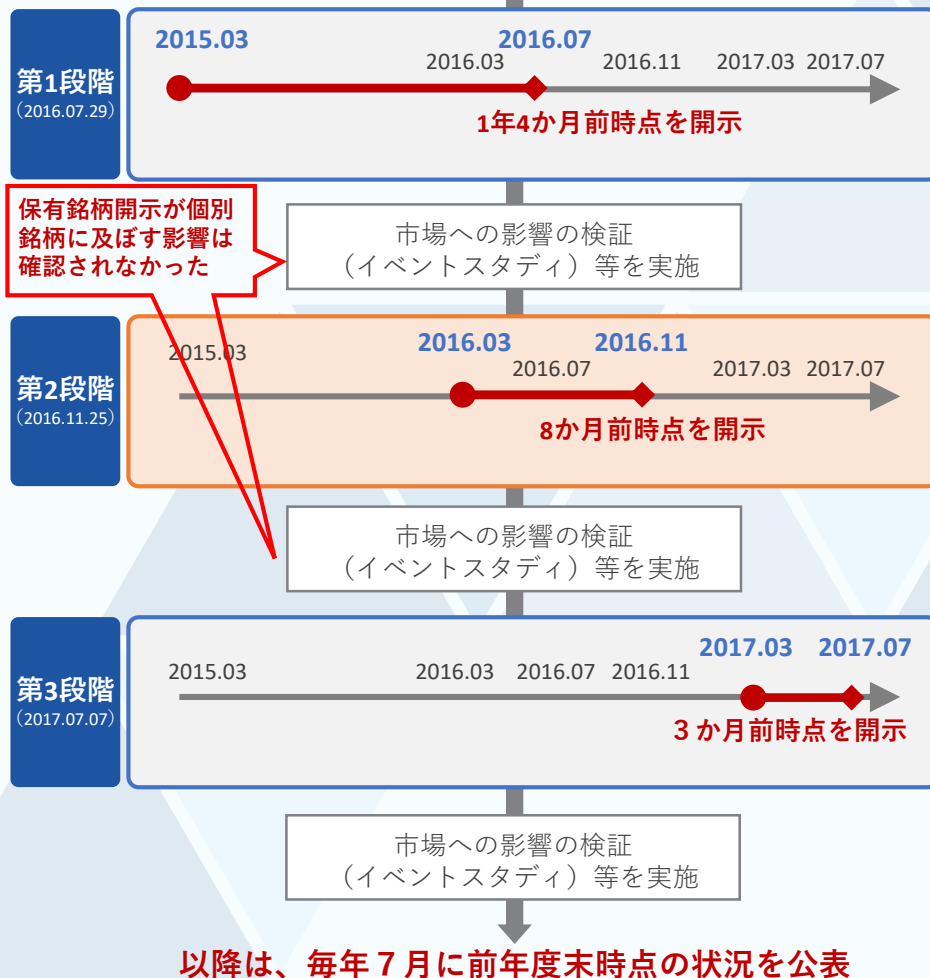 第1段階
（2016.07.29）
2015.03
2016.03
2016.07
2016.11
2017.03
2017.07
1年4か月前時点を開示
保有銘柄開示が個別
銘柄に及ぼす影響は
確認されなかった
市場への影響の検証
（イベントスタディ）等を実施
第2段階
（2016.11.25）
2015.03
2016.03
2016.07
2016.11
2017.03
2017.07
8か月前時点を開示
市場への影響の検証
（イベントスタディ）等を実施
第3段階
（2017.07.07）
2015.03
2016.03
2016.07
2016.11
2017.03
2017.07
３か月前時点を開示
市場への影響の検証
（イベントスタディ）等を実施
以降は、毎年７月に前年度末時点の状況を公表